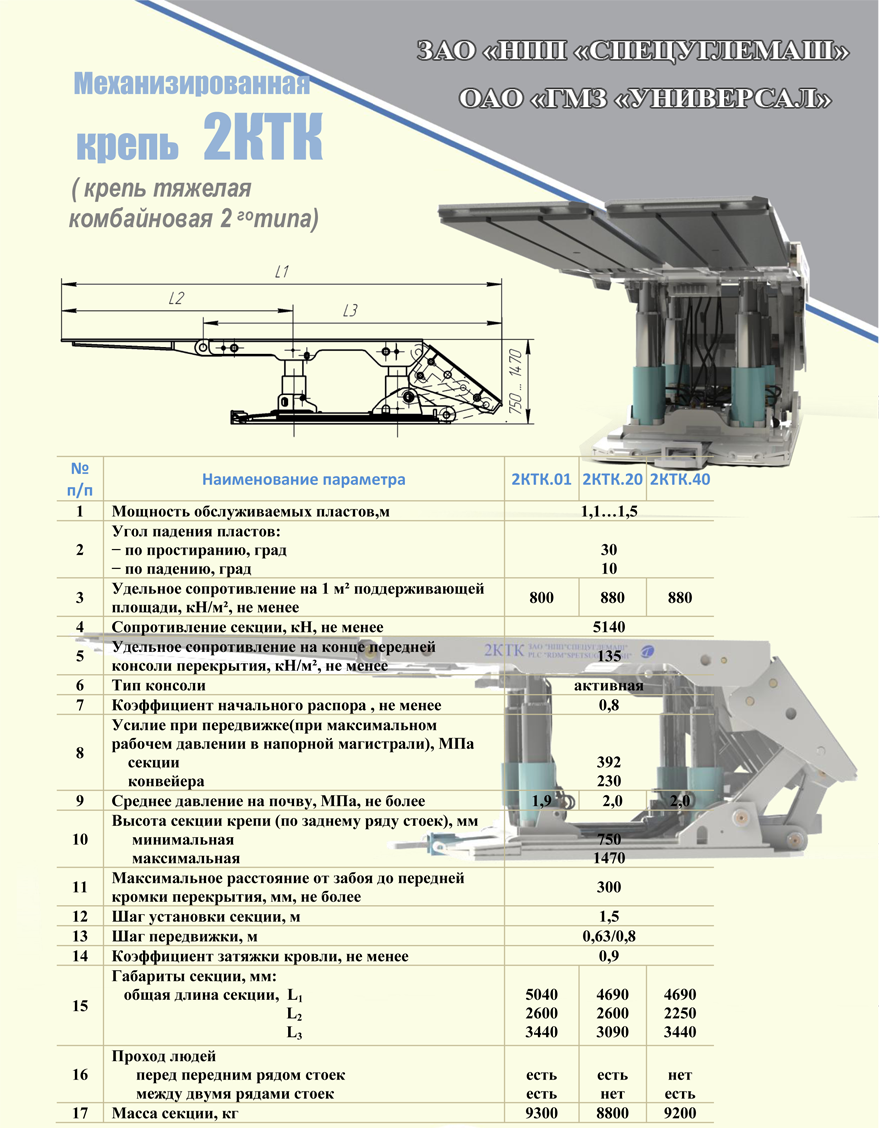 ЗАО «НПП «СПЕЦУГЛЕМАШ»
ОАО «ГМЗ «УНИВЕРСАЛ»
Механизированная
крепь 2КТК
( крепь тяжелая
комбайновая 2 готипа)
L1
L2
L3
750 ... 1470
№ п/п Наименование параметра 2КТК.01 2КТК.20 2КТК.40
1 Мощность обслуживаемых пластов,м 1,1…1,5
2 Угол падения пластов:
− по простиранию, град 30
− по падению, град 10
3 Удельное сопротивление на 1 м² поддерживающей
площади, кН/м², не менее 800 880 880
4 Сопротивление секции, кН, не менее 5140
5 Удельное сопротивление на конце передней
консоли перекрытия, кН/м², не менее 135
6 Тип консоли активная
7 Коэффициент начального распора , не менее 0,8
8 Усилие при передвижке(при максимальном
рабочем давлении в напорной магистрали), МПа
секции 392
конвейера 230
9 Среднее давление на почву, МПа, не более 1,9 2,0 2,0
10 Высота секции крепи (по заднему ряду стоек), мм
минимальная 750
максимальная 1470
11 Максимальное расстояние от забоя до передней
кромки перекрытия, мм, не более 300
12 Шаг установки секции, м 1,5
13 Шаг передвижки, м 0,63/0,8
14 Коэффициент затяжки кровли, не менее 0,9
15 Габариты секции, мм:
общая длина секции, L₁ 5040 4690 4690
L₂ 2600 2600 2250
L₃ 3440 3090 3440
16 Проход людей
перед передним рядом стоек есть есть нет
между двумя рядами стоек есть нет есть
17 Масса секции, кг 9300 8800 9200
2КТК ЗАО "НПП"СПЕЦУГЛЕМАШ"